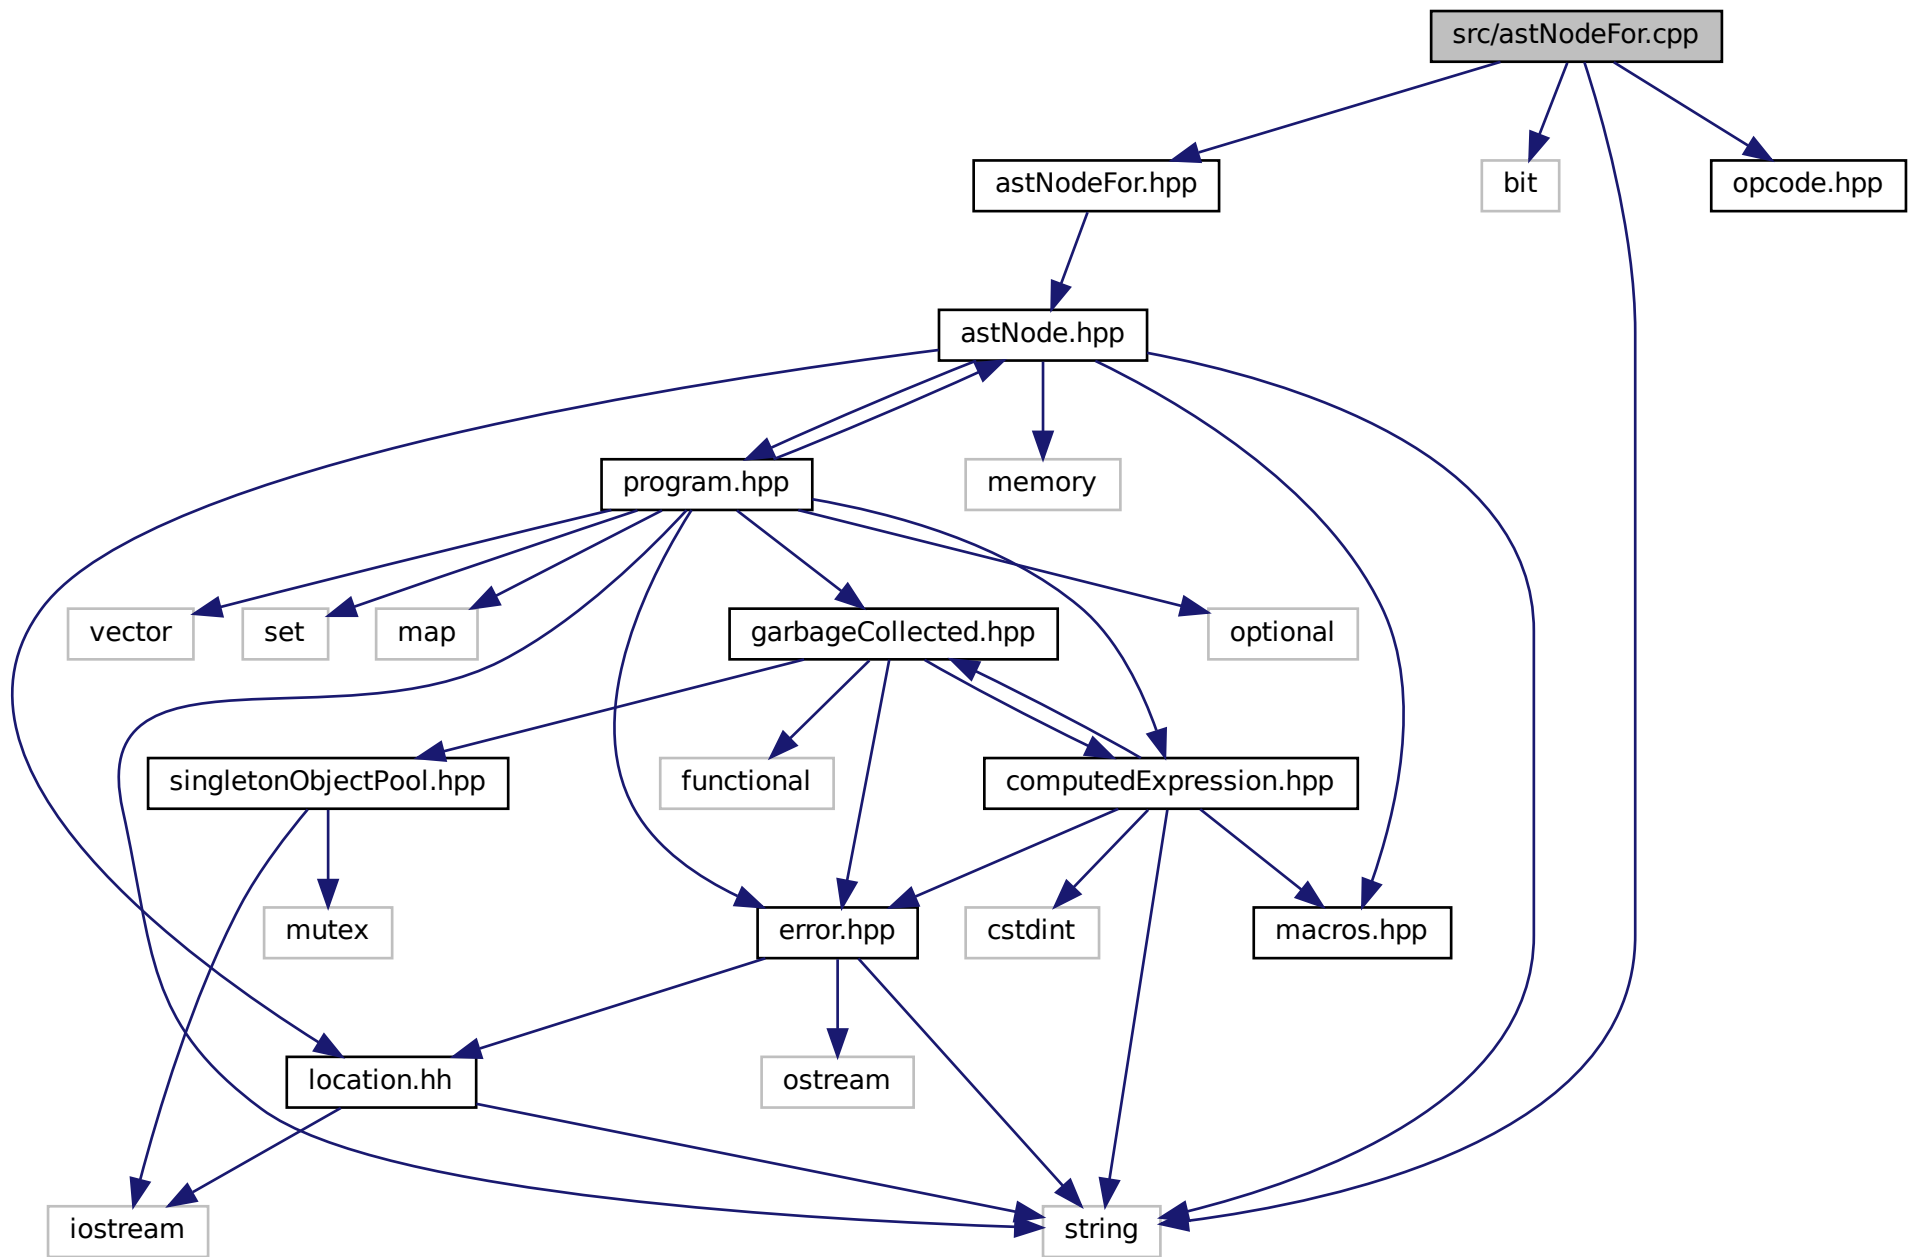 src/astNodeFor.cpp
astNodeFor.hpp
bit
opcode.hpp
astNode.hpp
program.hpp
memory
vector
set
map
garbageCollected.hpp
optional
singletonObjectPool.hpp
functional
computedExpression.hpp
mutex
error.hpp
cstdint
macros.hpp
location.hh
ostream
iostream
string